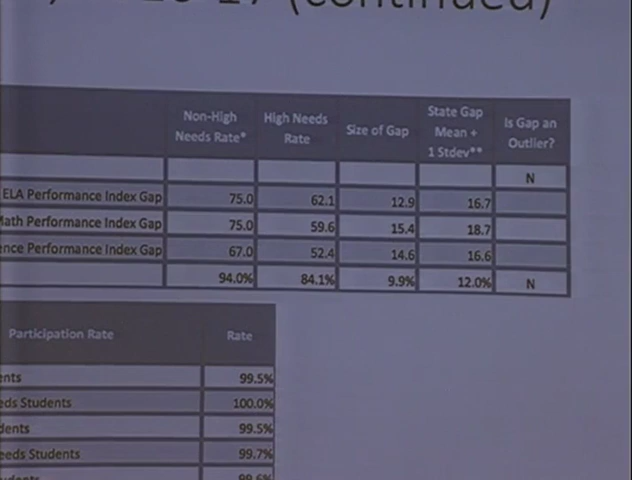 (continued)
Non-High Needs Rate* High Needs Rate Size of Gap State Gap Mean + 1 Stdev** Is Gap an Outlier?
N
ELA Performance Index Gap 75.0 62.1 12.9 16.7
Math Performance Index Gap 75.0 59.6 15.4 18.7
ence Performance Index Gap 67.0 52.4 14.6 16.6
94.0% 84.1% 9.9% 12.0% N
Participation Rate Rate
ents 99.5%
eds Students 100.0%
dents 99.5%
eeds Students 99.7%